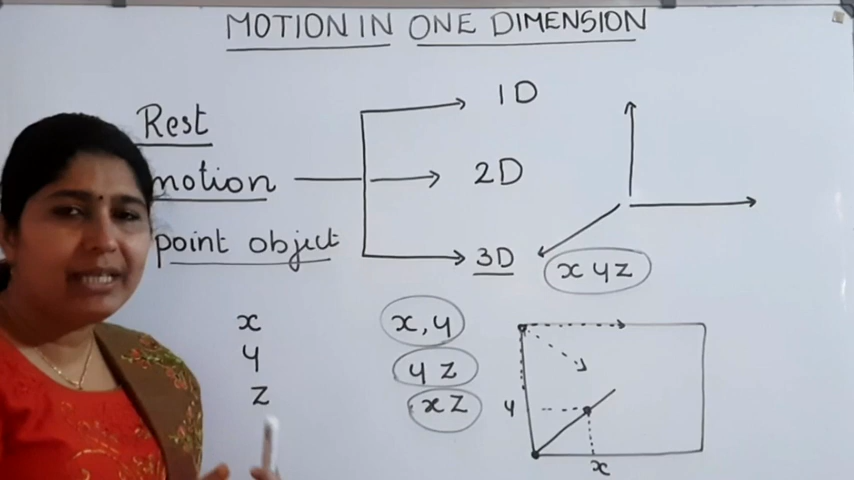 MOTION IN ONE DIMENSION
Rest
motion
point object
1D
2D
3D
x y z
x
y
z
x, y
y z
x z
y
x